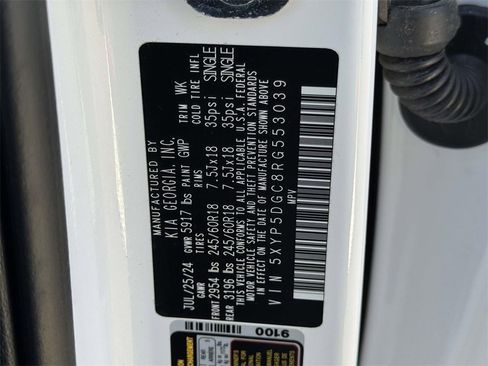 MANUFACTURED BY
KIA GEORGIA, INC.
JUL/25/24 GVWR 5917 lbs PAINT GWP TRIM WK
GAWR TIRES RIMS COLD TIRE INFL
FRONT 2954 lbs 245/60R18 7.5Jx18 35psi SINGLE
REAR 3196 lbs 245/60R18 7.5Jx18 35psi SINGLE
THIS VEHICLE CONFORMS TO ALL APPLICABLE U.S.A. FEDERAL
MOTOR VEHICLE SAFETY AND THEFT PREVENTION STANDARDS
IN EFFECT ON THE DATE OF MANUFACTURE SHOWN ABOVE
VIN 5XYP5DGC8RG553039
MPV
9100